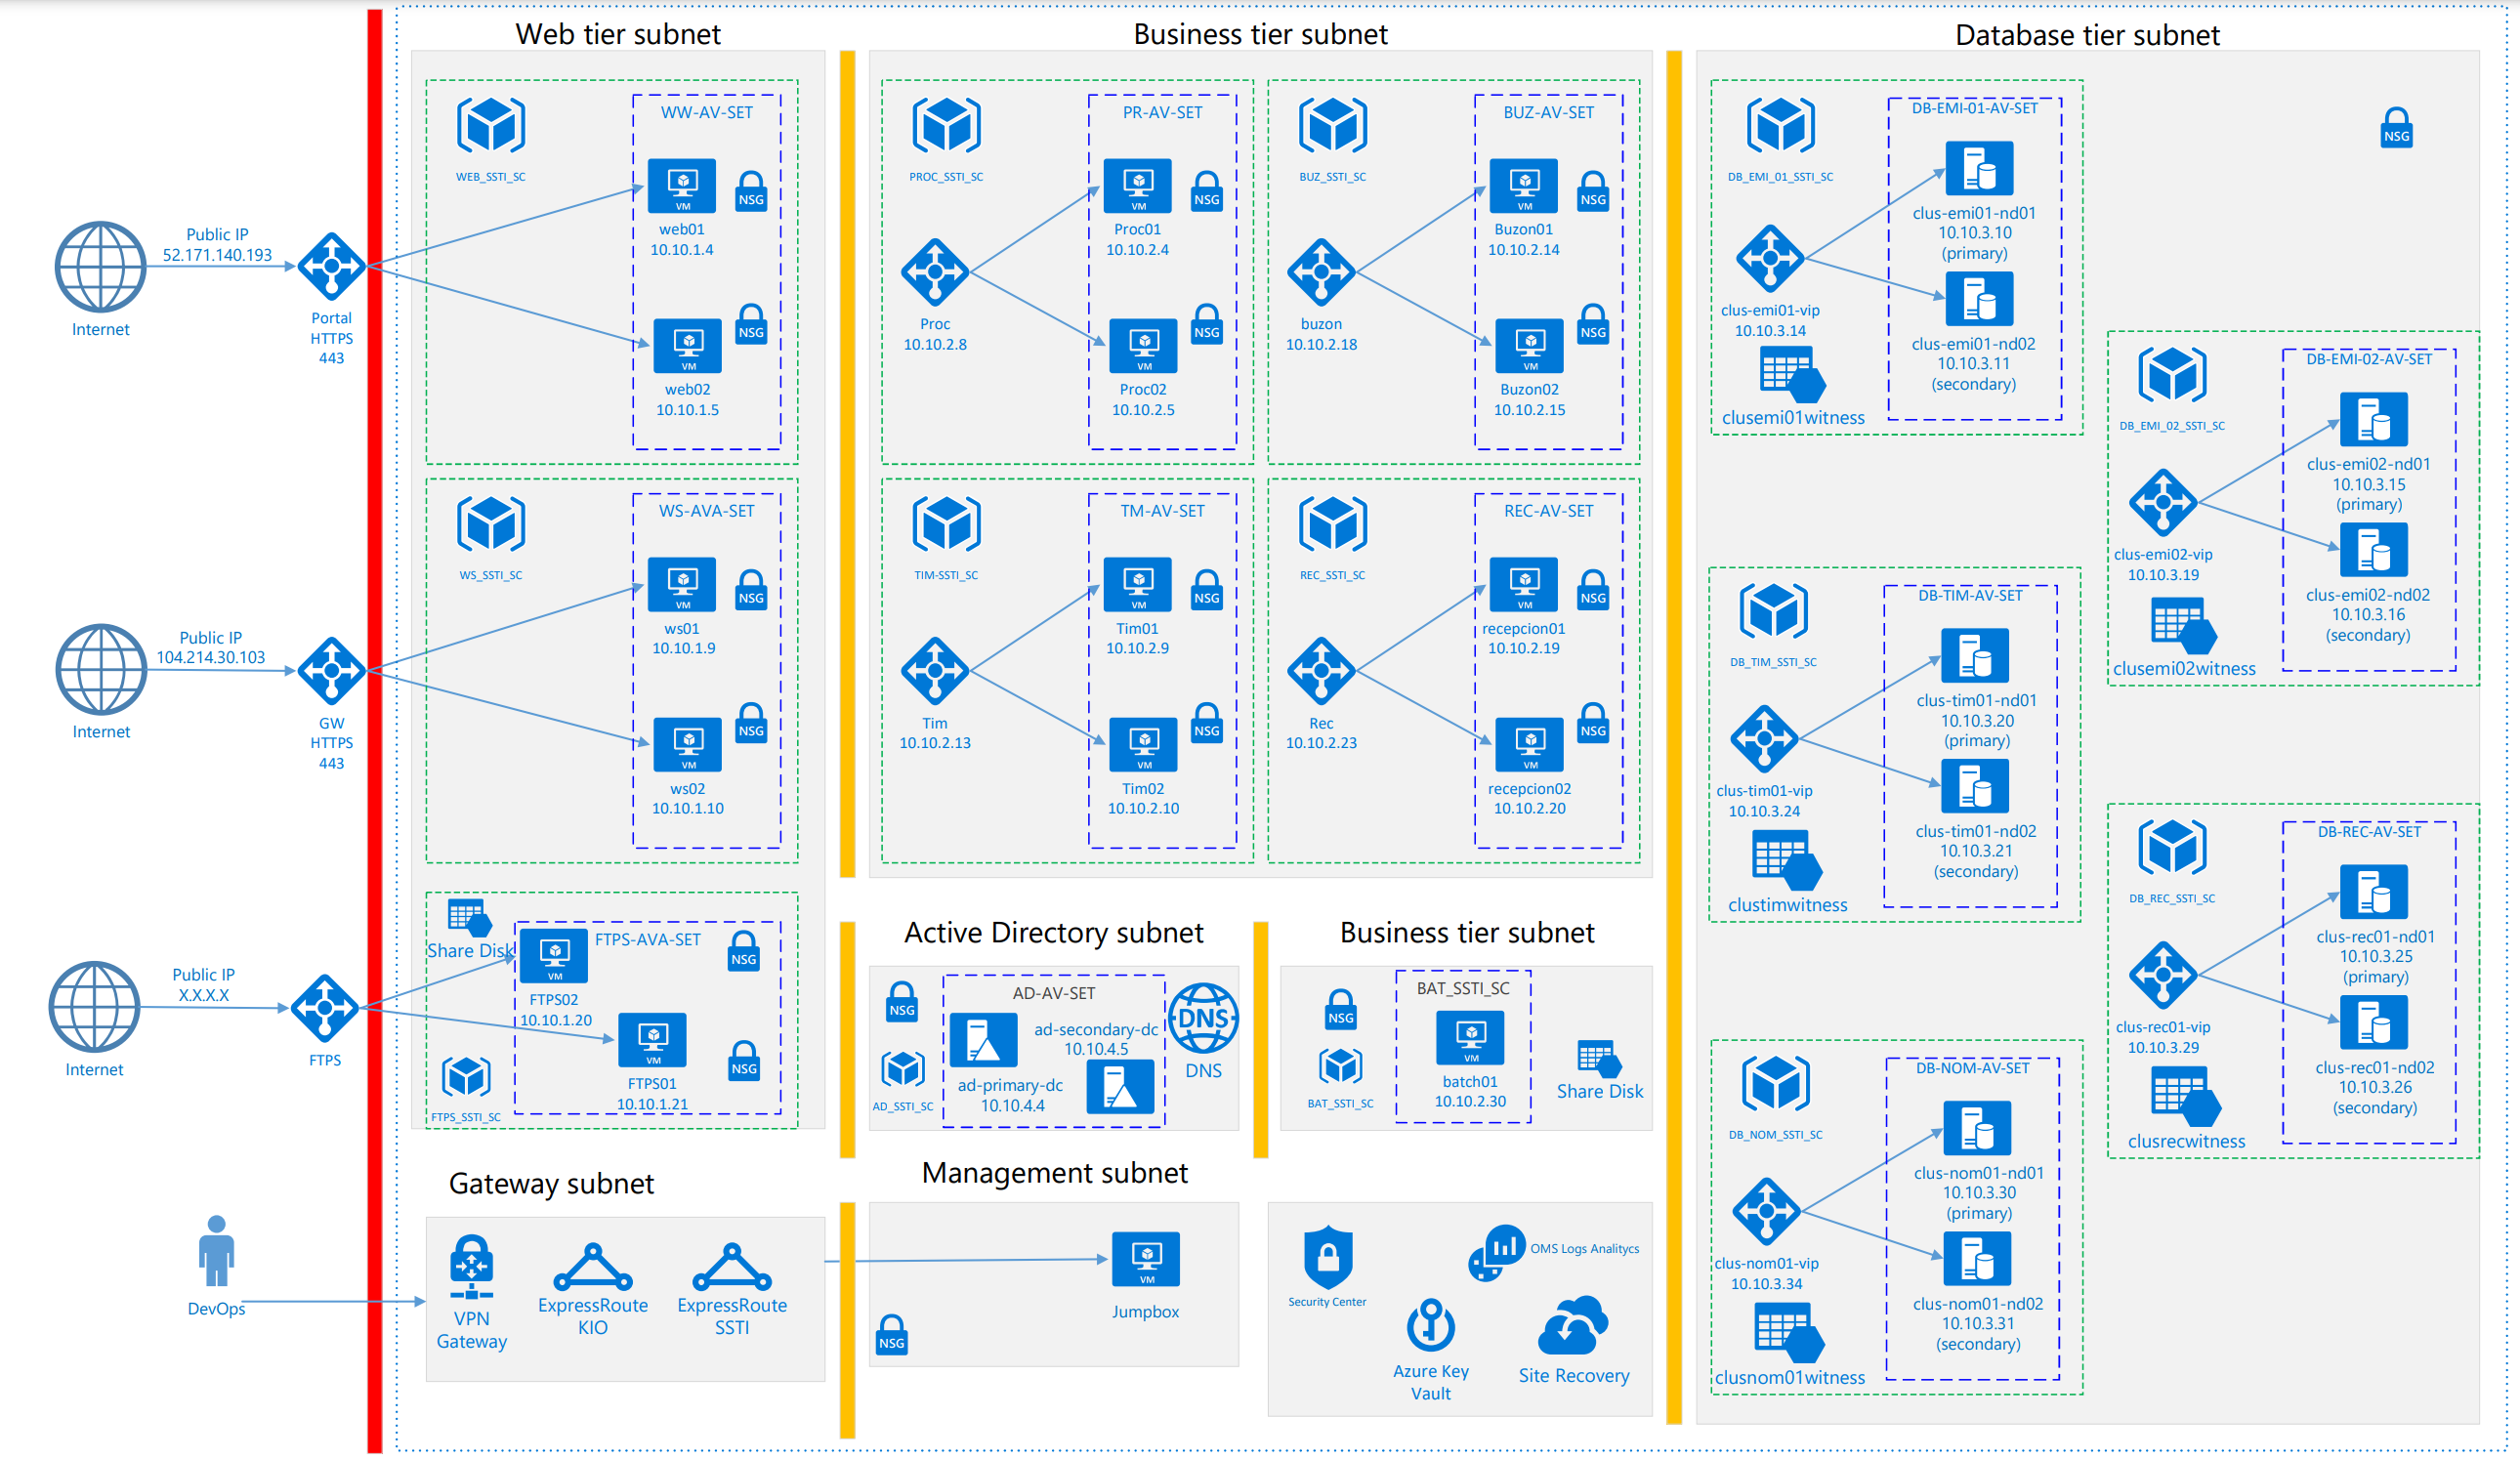 Web tier subnet
Business tier subnet
Database tier subnet
Internet
Public IP
52.171.140.193
Portal
HTTPS
443
WEB_SSTI_SC
WW-AV-SET
VM
NSG
web01
10.10.1.4
VM
NSG
web02
10.10.1.5
Internet
Public IP
104.214.30.103
GW
HTTPS
443
WS_SSTI_SC
WS-AVA-SET
VM
NSG
ws01
10.10.1.9
VM
NSG
ws02
10.10.1.10
Internet
Public IP
X.X.X.X
FTPS
Share Disk
FTPS-AVA-SET
VM
NSG
FTPS02
10.10.1.20
VM
NSG
FTPS01
10.10.1.21
FTPS_SSTI_SC
PROC_SSTI_SC
PR-AV-SET
VM
NSG
Proc01
10.10.2.4
Proc
10.10.2.8
VM
NSG
Proc02
10.10.2.5
BUZ_SSTI_SC
BUZ-AV-SET
VM
NSG
Buzon01
10.10.2.14
buzon
10.10.2.18
VM
NSG
Buzon02
10.10.2.15
TIM-SSTI_SC
TM-AV-SET
VM
NSG
Tim01
10.10.2.9
Tim
10.10.2.13
VM
NSG
Tim02
10.10.2.10
REC_SSTI_SC
REC-AV-SET
VM
NSG
recepcion01
10.10.2.19
Rec
10.10.2.23
VM
NSG
recepcion02
10.10.2.20
Active Directory subnet
NSG
AD_SSTI_SC
AD-AV-SET
ad-secondary-dc
10.10.4.5
ad-primary-dc
10.10.4.4
DNS
DNS
Business tier subnet
NSG
BAT_SSTI_SC
BAT_SSTI_SC
VM
batch01
10.10.2.30
Share Disk
DevOps
Gateway subnet
VPN
Gateway
ExpressRoute
KIO
ExpressRoute
SSTI
Management subnet
NSG
VM
Jumpbox
Security Center
OMS Logs Analitycs
Azure Key
Vault
Site Recovery
NSG
DB_EMI_01_SSTI_SC
DB-EMI-01-AV-SET
clus-emi01-nd01
10.10.3.10
(primary)
clus-emi01-vip
10.10.3.14
clus-emi01-nd02
10.10.3.11
(secondary)
clusemi01witness
DB_EMI_02_SSTI_SC
DB-EMI-02-AV-SET
clus-emi02-nd01
10.10.3.15
(primary)
clus-emi02-vip
10.10.3.19
clus-emi02-nd02
10.10.3.16
(secondary)
clusemi02witness
DB_TIM_SSTI_SC
DB-TIM-AV-SET
clus-tim01-nd01
10.10.3.20
(primary)
clus-tim01-vip
10.10.3.24
clus-tim01-nd02
10.10.3.21
(secondary)
clustimwitness
DB_REC_SSTI_SC
DB-REC-AV-SET
clus-rec01-nd01
10.10.3.25
(primary)
clus-rec01-vip
10.10.3.29
clus-rec01-nd02
10.10.3.26
(secondary)
clusrecwitness
DB_NOM_SSTI_SC
DB-NOM-AV-SET
clus-nom01-nd01
10.10.3.30
(primary)
clus-nom01-vip
10.10.3.34
clus-nom01-nd02
10.10.3.31
(secondary)
clusnom01witness